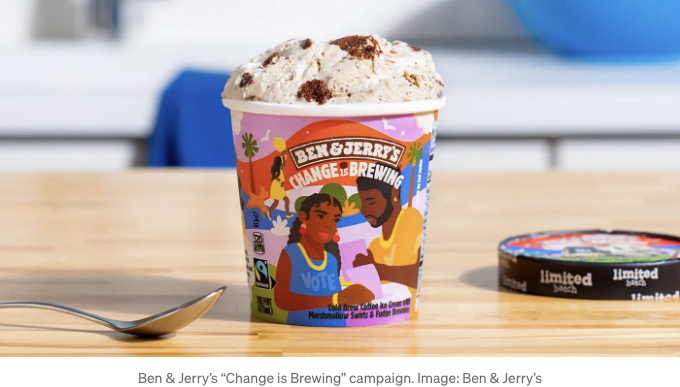 BEN & JERRY'S
CHANGE IS BREWING
VOTE
Cold Brew Coffee Ice Cream with
Marshmallow Swirls & Fudge Brownies
limited
batch
limited
batch
limited
Ben & Jerry's “Change is Brewing” campaign. Image: Ben & Jerry's